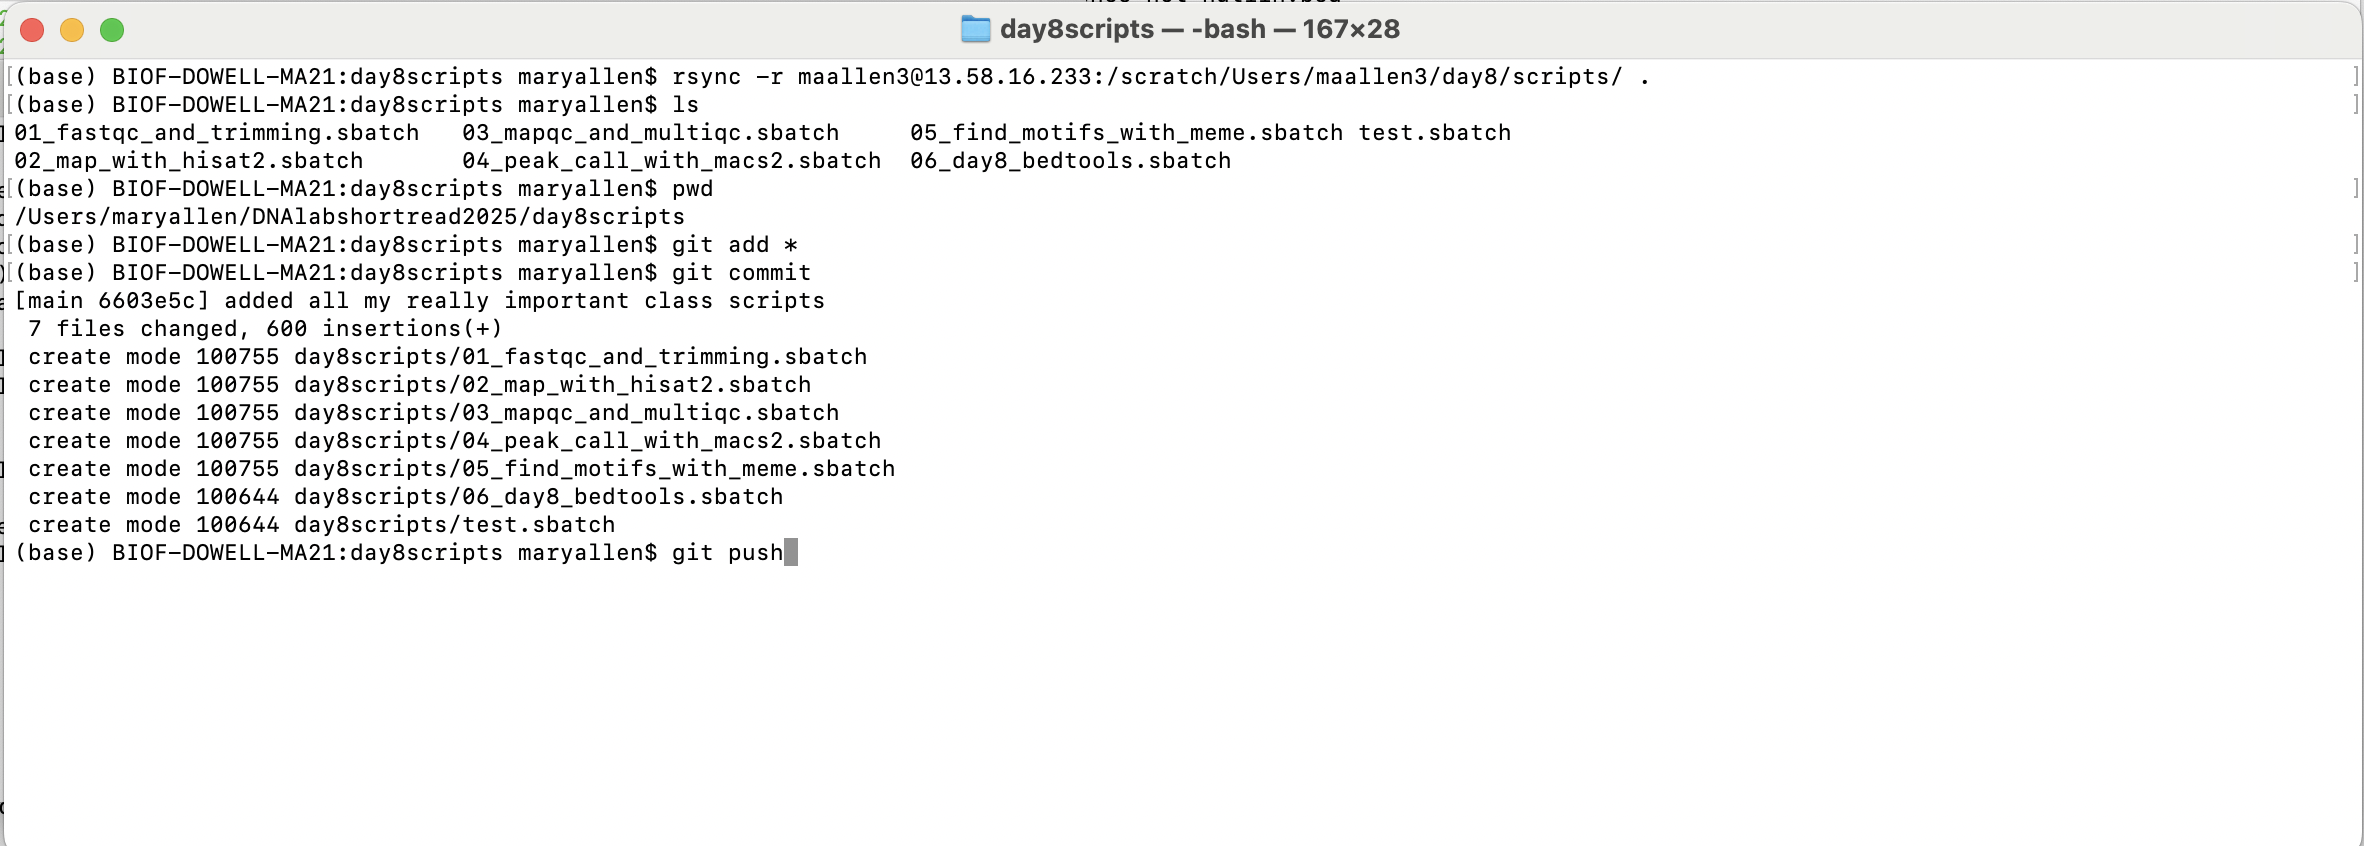 day8scripts — -bash — 167×28
(base) BIOF-DOWELL-MA21:day8scripts maryallen$ rsync -r maallen3@13.58.16.233:/scratch/Users/maallen3/day8/scripts/ .
(base) BIOF-DOWELL-MA21:day8scripts maryallen$ ls
01_fastqc_and_trimming.sbatch   03_mapqc_and_multiqc.sbatch     05_find_motifs_with_meme.sbatch test.sbatch
02_map_with_hisat2.sbatch       04_peak_call_with_macs2.sbatch  06_day8_bedtools.sbatch
(base) BIOF-DOWELL-MA21:day8scripts maryallen$ pwd
/Users/maryallen/DNAlabshortread2025/day8scripts
(base) BIOF-DOWELL-MA21:day8scripts maryallen$ git add *
(base) BIOF-DOWELL-MA21:day8scripts maryallen$ git commit
[main 6603e5c] added all my really important class scripts
 7 files changed, 600 insertions(+)
 create mode 100755 day8scripts/01_fastqc_and_trimming.sbatch
 create mode 100755 day8scripts/02_map_with_hisat2.sbatch
 create mode 100755 day8scripts/03_mapqc_and_multiqc.sbatch
 create mode 100755 day8scripts/04_peak_call_with_macs2.sbatch
 create mode 100755 day8scripts/05_find_motifs_with_meme.sbatch
 create mode 100644 day8scripts/06_day8_bedtools.sbatch
 create mode 100644 day8scripts/test.sbatch
(base) BIOF-DOWELL-MA21:day8scripts maryallen$ git push